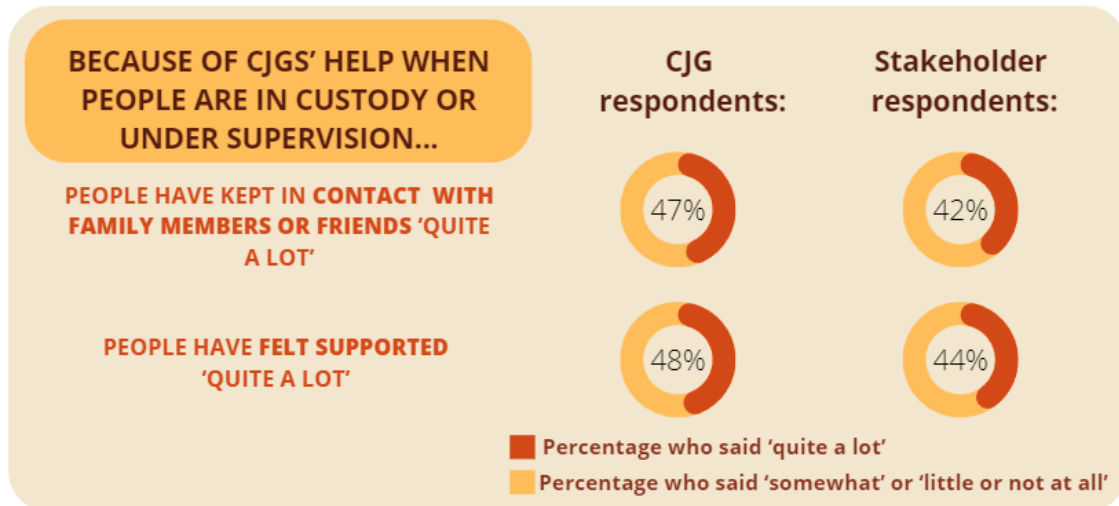 BECAUSE OF CJGS’ HELP WHEN
PEOPLE ARE IN CUSTODY OR
UNDER SUPERVISION...
CJG
respondents:
Stakeholder
respondents:
PEOPLE HAVE KEPT IN CONTACT WITH
FAMILY MEMBERS OR FRIENDS ‘QUITE
A LOT’
47%
42%
PEOPLE HAVE FELT SUPPORTED
‘QUITE A LOT’
48%
44%
Percentage who said ‘quite a lot’
Percentage who said ‘somewhat’ or ‘little or not at all’